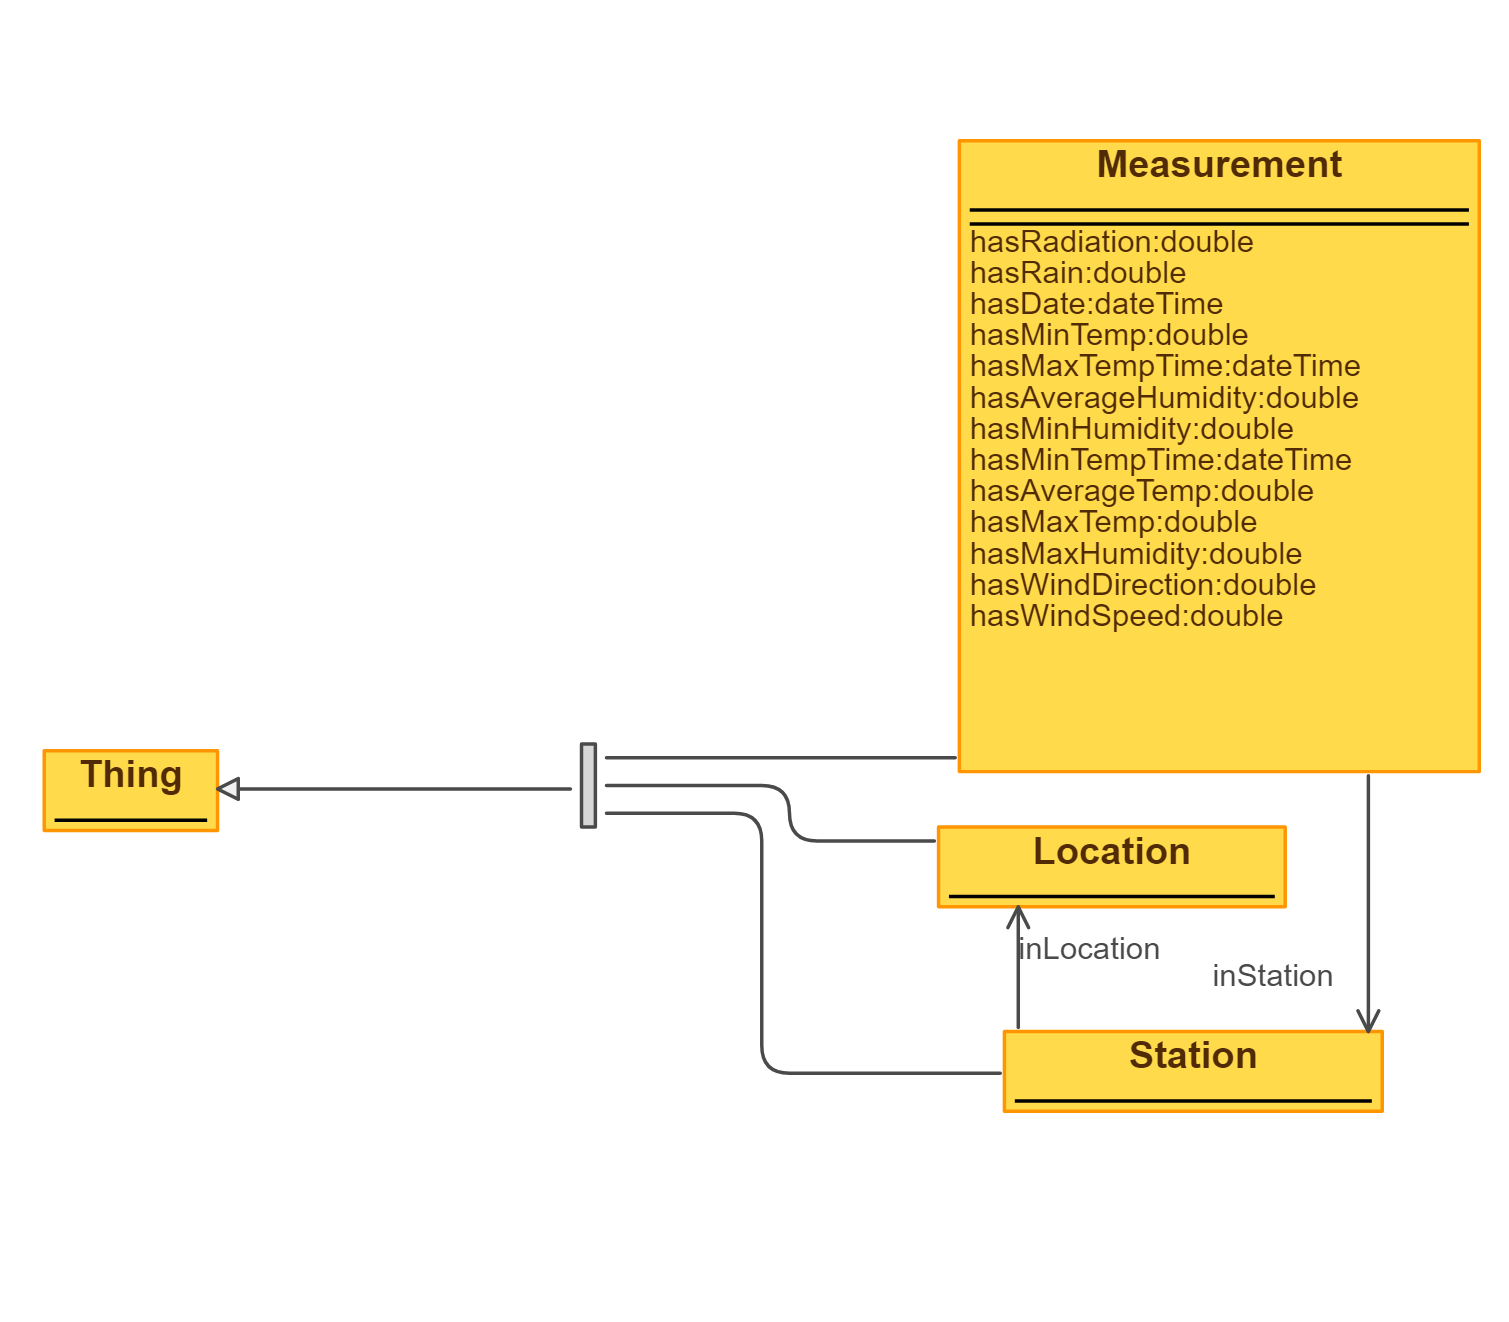 Measurement
hasRadiation:double
hasRain:double
hasDate:dateTime
hasMinTemp:double
hasMaxTempTime:dateTime
hasAverageHumidity:double
hasMinHumidity:double
hasMinTempTime:dateTime
hasAverageTemp:double
hasMaxTemp:double
hasMaxHumidity:double
hasWindDirection:double
hasWindSpeed:double
Thing
Location
inLocation
inStation
Station